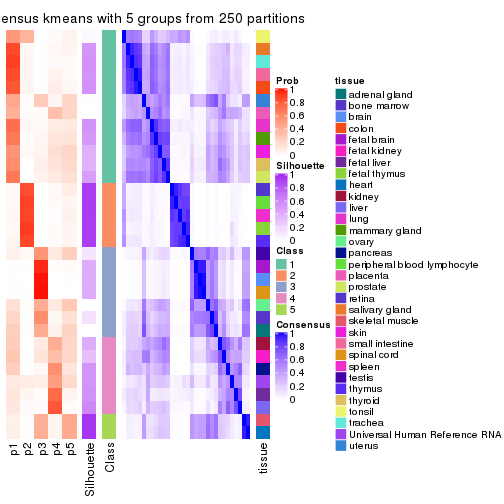 ensus kmeans with 5 groups from 250 partitions
Prob
1
0.8
0.6
0.4
0.2
0
Silhouette
1
0.8
0.6
0.4
0.2
0
Class
1
2
3
4
5
Consensus
1
0.8
0.6
0.4
0.2
0
tissue
adrenal gland
bone marrow
brain
colon
fetal brain
fetal kidney
fetal liver
fetal thymus
heart
kidney
liver
lung
mammary gland
ovary
pancreas
peripheral blood lymphocyte
placenta
prostate
retina
salivary gland
skeletal muscle
skin
small intestine
spinal cord
spleen
testis
thymus
thyroid
tonsil
trachea
Universal Human Reference RNA
uterus
p1
p2
p3
p4
p5
Silhouette
Class
tissue